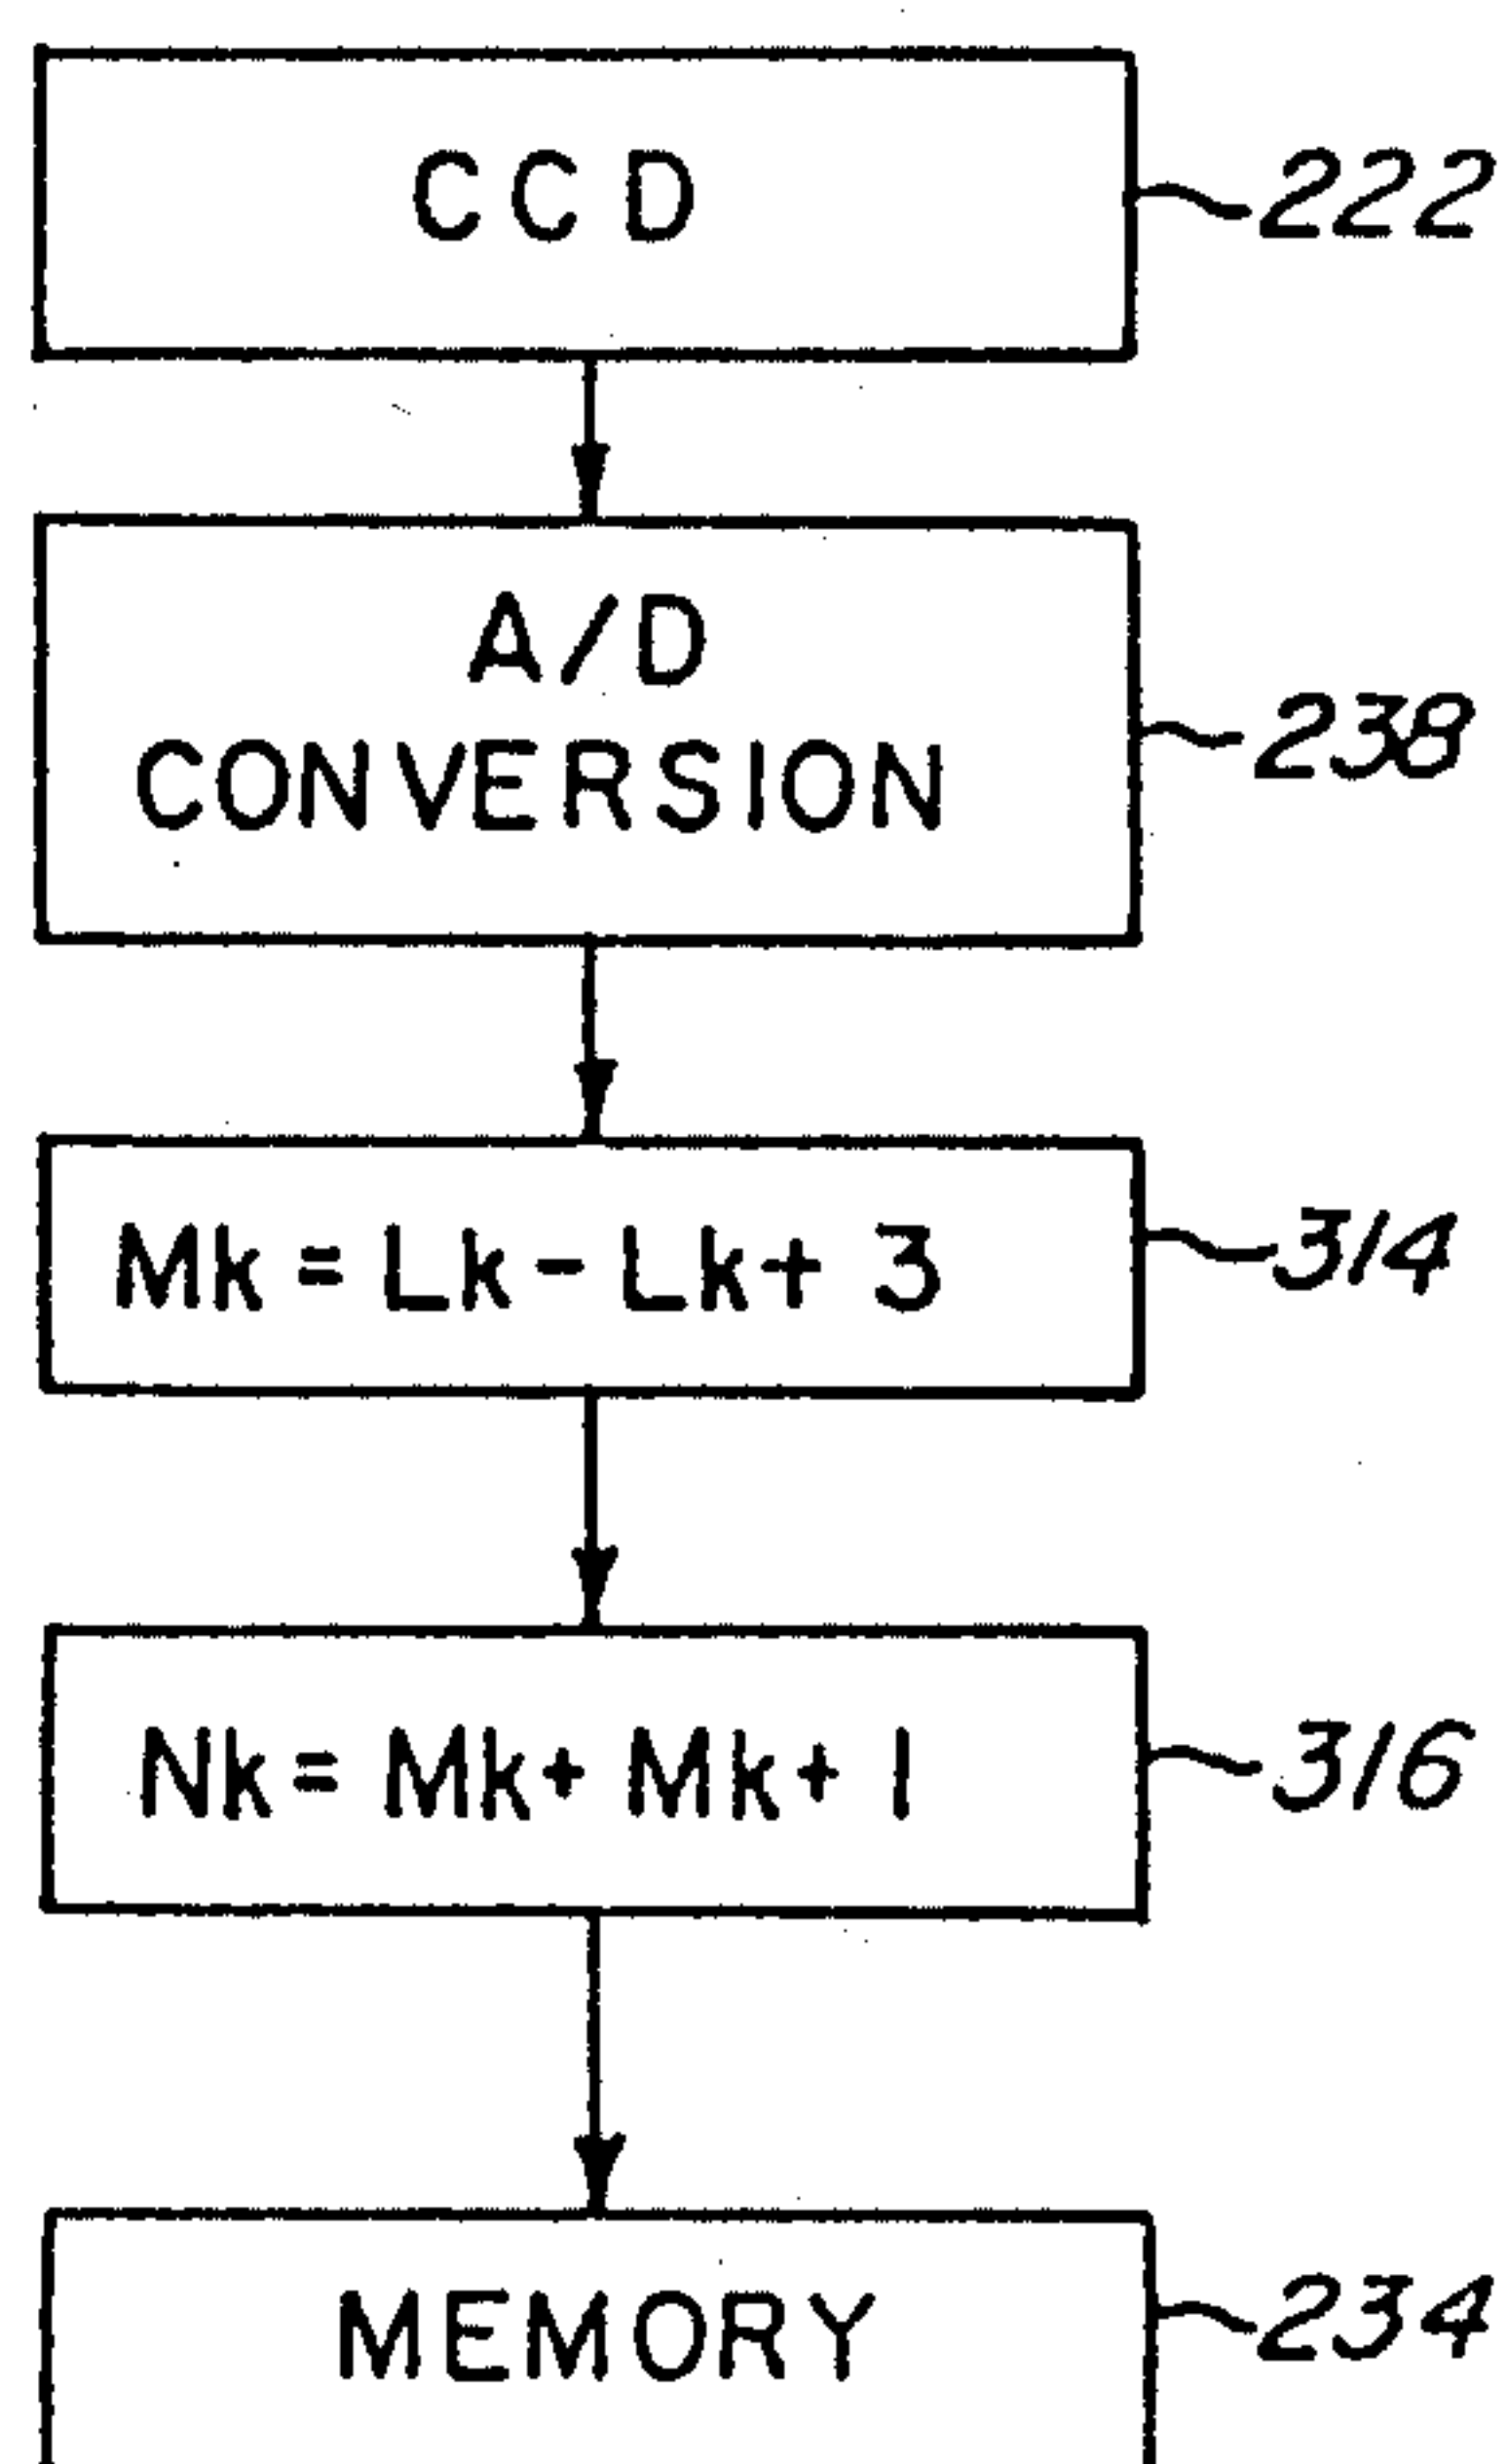 CCD
222
A/D
CONVERSION
238
Mk = Lk - Lk + 3
314
Nk = Mk + Mk + 1
316
MEMORY
234